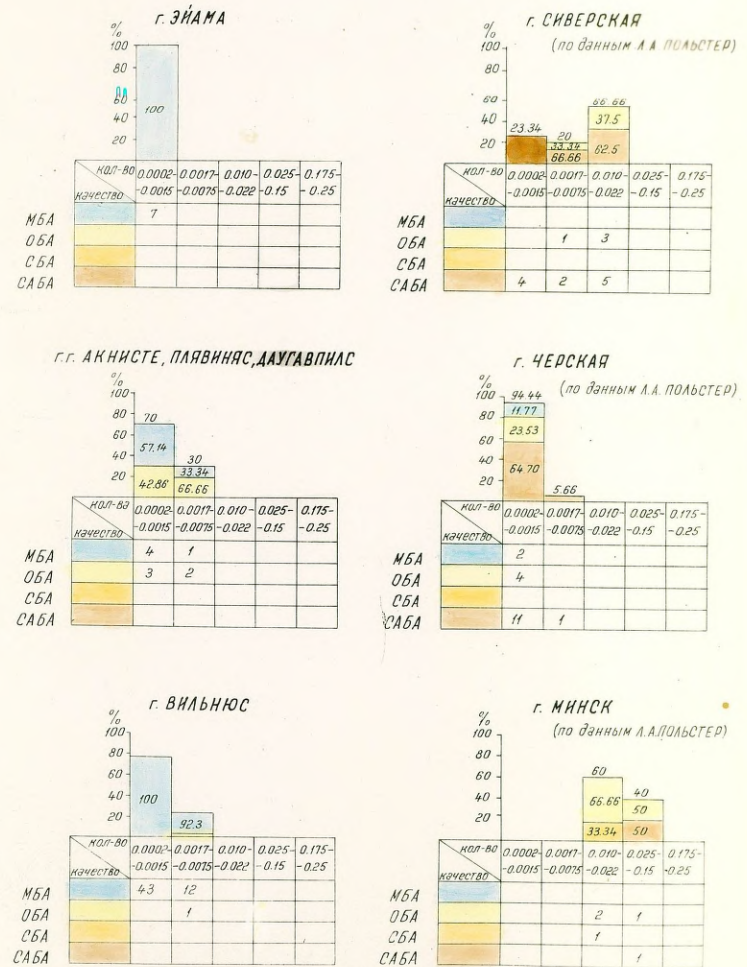 г. ЭЙАМА
%
100
80
60
40
20
100
кол-во 0.0002- 0.0017- 0.010- 0.025- 0.175-
качество -0.0015 -0.0075 -0.022 -0.15 -0.25
МБА 7
ОБА
СБА
САБА
г. СИВЕРСКАЯ
(по данным Л.А. ПОЛЬСТЕР)
%
100
80
60
40
20
23.34
20
33.34
66.66
66.66
37.5
62.5
кол-во 0.0002- 0.0017- 0.010- 0.025- 0.175-
качество -0.0015 -0.0075 -0.022 -0.15 -0.25
МБА
ОБА 1 3
СБА
САБА 4 2 5
г.г. АКНИСТЕ, ПЛЯВИНЯС, ДАУГАВПИЛС
%
100
80
60
40
20
70
57.14
42.86
30
33.34
66.66
кол-ва 0.0002- 0.0017- 0.010- 0.025- 0.175-
качество -0.0015 -0.0075 -0.022 -0.15 -0.25
МБА 4 1
ОБА 3 2
СБА
САБА
г. ЧЕРСКАЯ
(по данным Л.А. ПОЛЬСТЕР)
%
100
80
60
40
20
94.44
11.77
23.53
64.70
5.66
кол-во 0.0002- 0.0017- 0.010- 0.025- 0.175-
качество -0.0015 -0.0075 -0.022 -0.15 -0.25
МБА 2
ОБА 4
СБА
САБА 11 1
г. ВИЛЬНЮС
%
100
80
60
40
20
100
92.3
кол-во 0.0002- 0.0017- 0.010- 0.025- 0.175-
качество -0.0015 -0.0075 -0.022 -0.15 -0.25
МБА 43 12
ОБА 1
СБА
САБА
г. МИНСК
(по данным Л.А.ПОЛЬСТЕР)
%
100
80
60
40
20
60
66.66
33.34
40
50
50
кол-во 0.0002- 0.0017- 0.010- 0.025- 0.175-
качество -0.0015 -0.0075 -0.022 -0.15 -0.25
МБА
ОБА 2 1
СБА 1
САБА 1